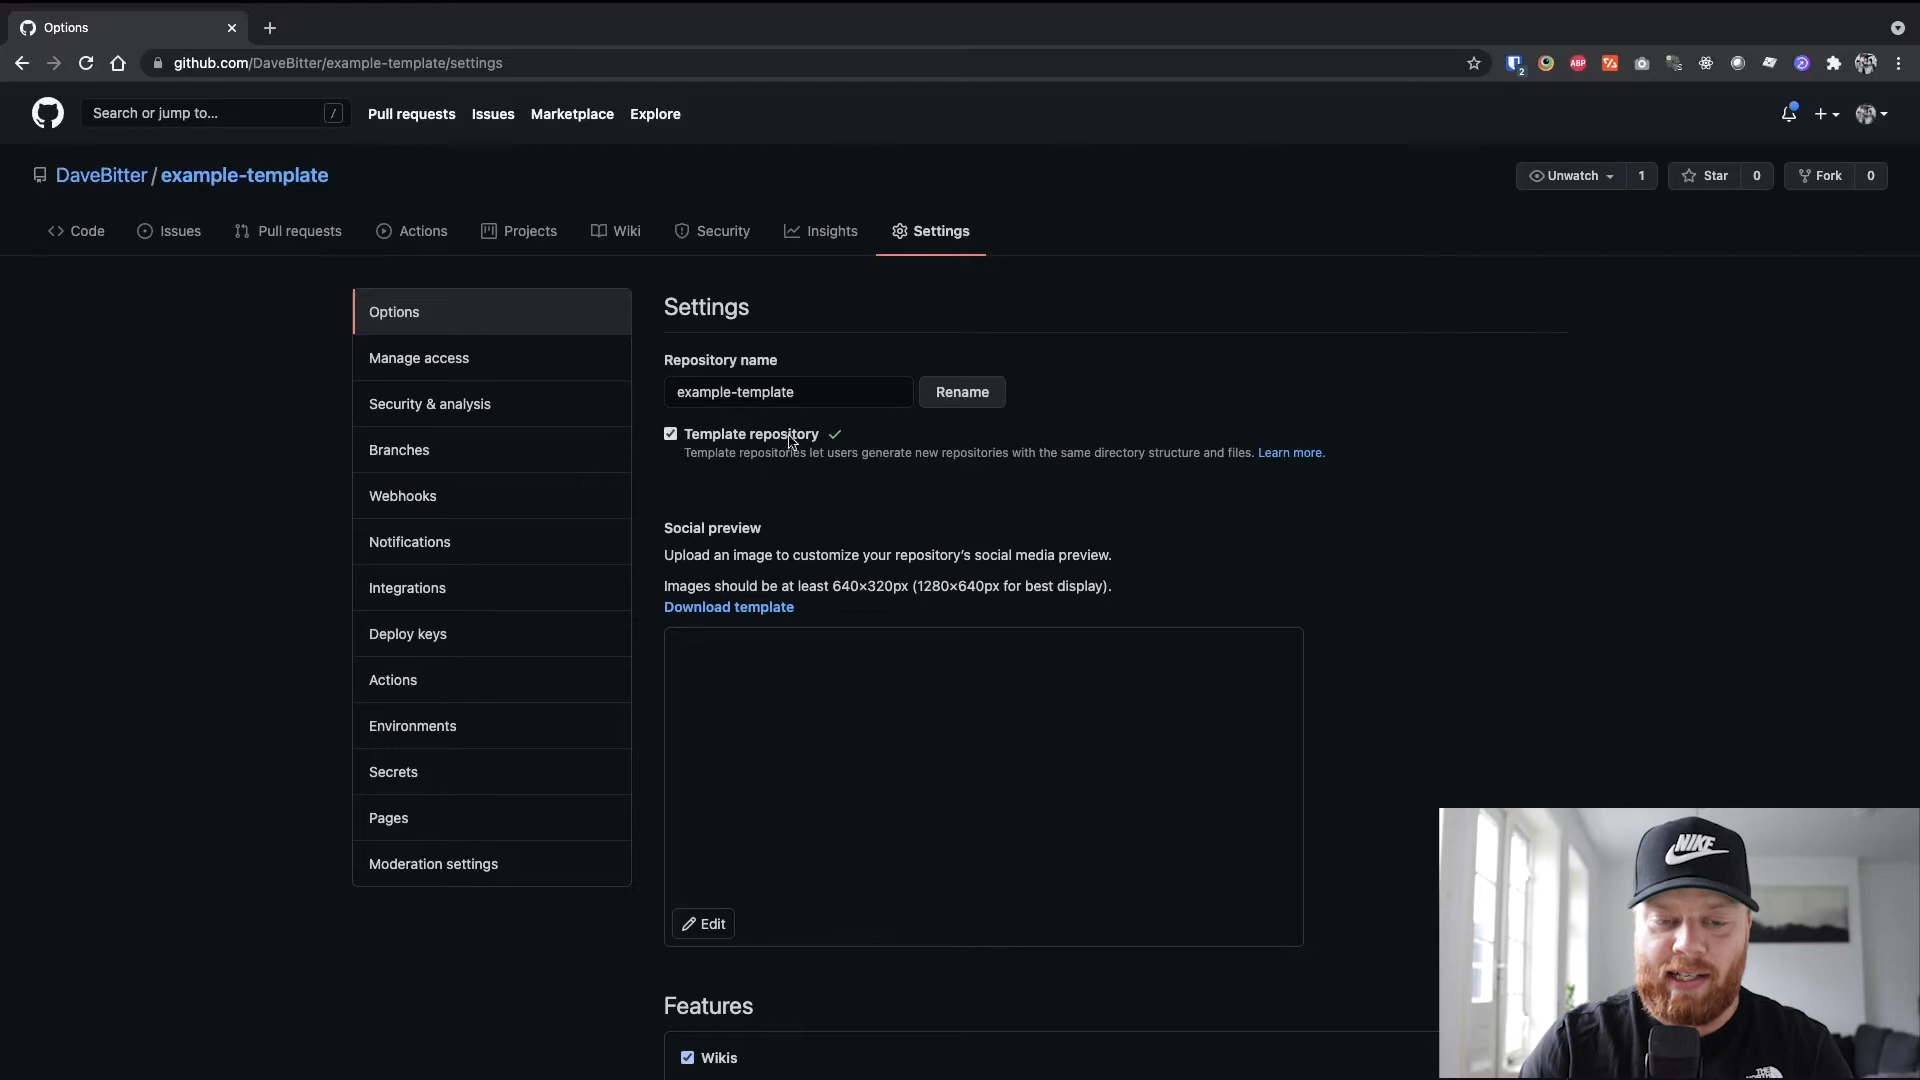 Options
github.com/DaveBitter/example-template/settings
2
ABP
Search or jump to...
/
Pull requests
Issues
Marketplace
Explore
DaveBitter / example-template
Unwatch
1
Star
0
Fork
0
Code
Issues
Pull requests
Actions
Projects
Wiki
Security
Insights
Settings
Options
Manage access
Security & analysis
Branches
Webhooks
Notifications
Integrations
Deploy keys
Actions
Environments
Secrets
Pages
Moderation settings
Settings
Repository name
example-template
Rename
Template repository
Template repositories let users generate new repositories with the same directory structure and files. Learn more.
Social preview
Upload an image to customize your repository’s social media preview.
Images should be at least 640×320px (1280×640px for best display).
Download template
Edit
Features
Wikis
NIKE
THE